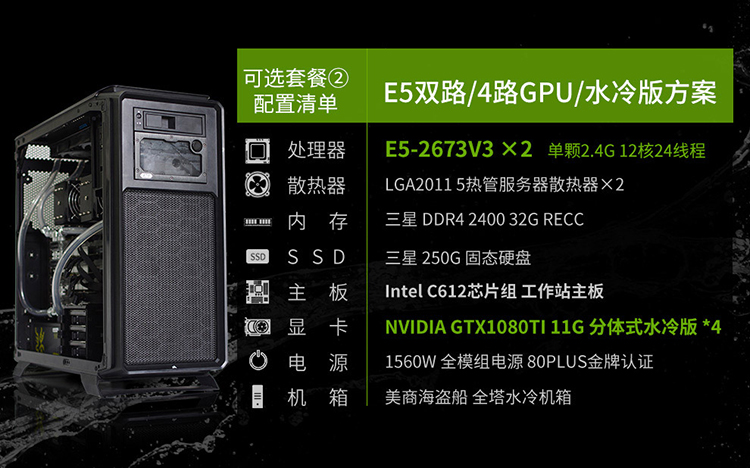 可选套餐②
配置清单
E5双路/4路GPU/水冷版方案
处理器 E5-2673V3 ×2 单颗2.4G 12核24线程
散热器 LGA2011 5热管服务器散热器×2
内 存 三星 DDR4 2400 32G RECC
SSD S S D 三星 250G 固态硬盘
主 板 Intel C612芯片组 工作站主板
显 卡 NVIDIA GTX1080TI 11G 分体式水冷版 *4
电 源 1560W 全模组电源 80PLUS金牌认证
机 箱 美商海盗船 全塔水冷机箱